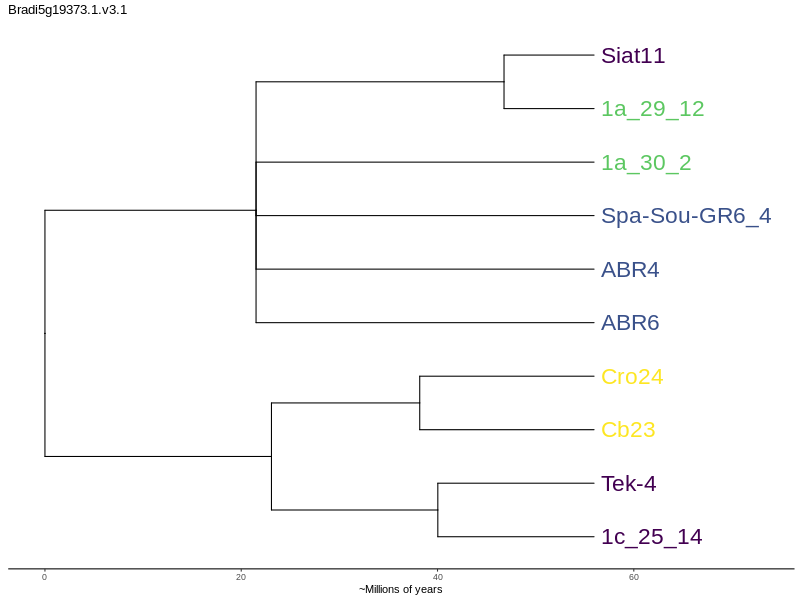 Bradi5g19373.1.v3.1
Siat11
1a_29_12
1a_30_2
Spa-Sou-GR6_4
ABR4
ABR6
Cro24
Cb23
Tek-4
1c_25_14
0 20 40 60
~Millions of years